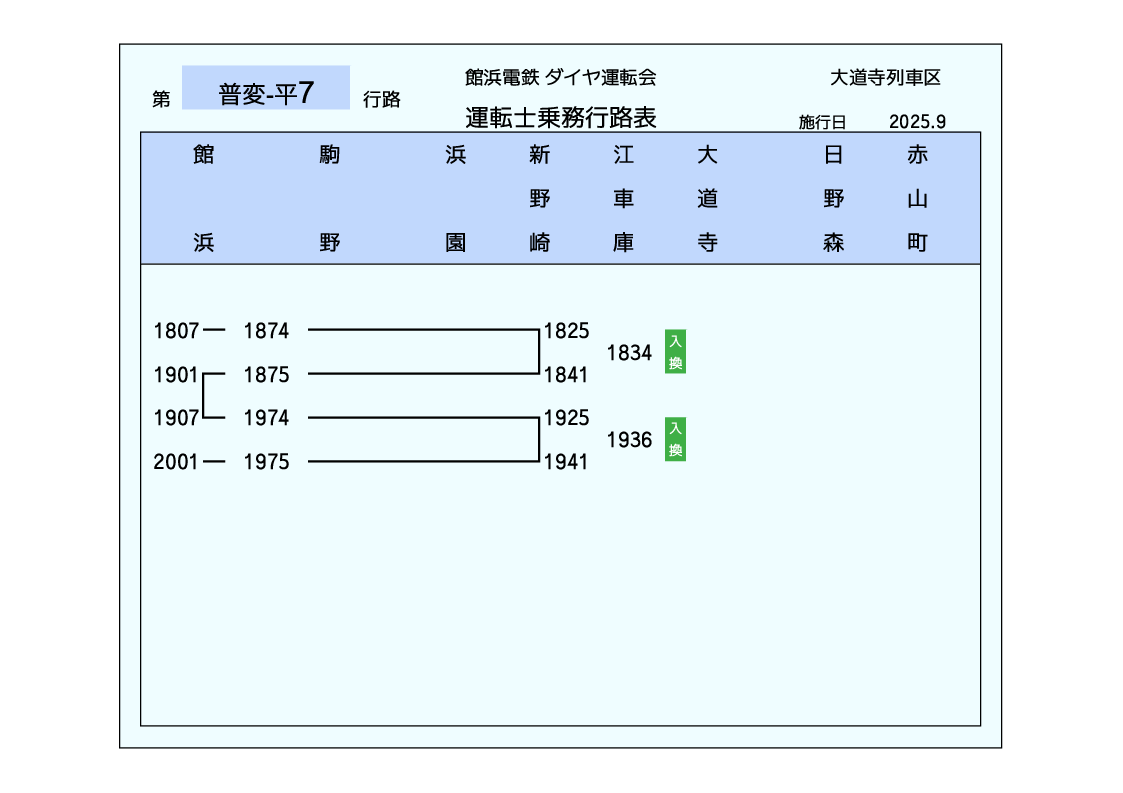 館浜電鉄 ダイヤ運転会
大道寺列車区
第 普変-平7 行路
運転士乗務行路表
施行日 2025.9
館浜 駒野 浜園 新野崎 江車庫 大道寺 日野森 赤山町
1807 1874 1825
1834 入換
1901 1875 1841
1907 1974 1925
1936 入換
2001 1975 1941